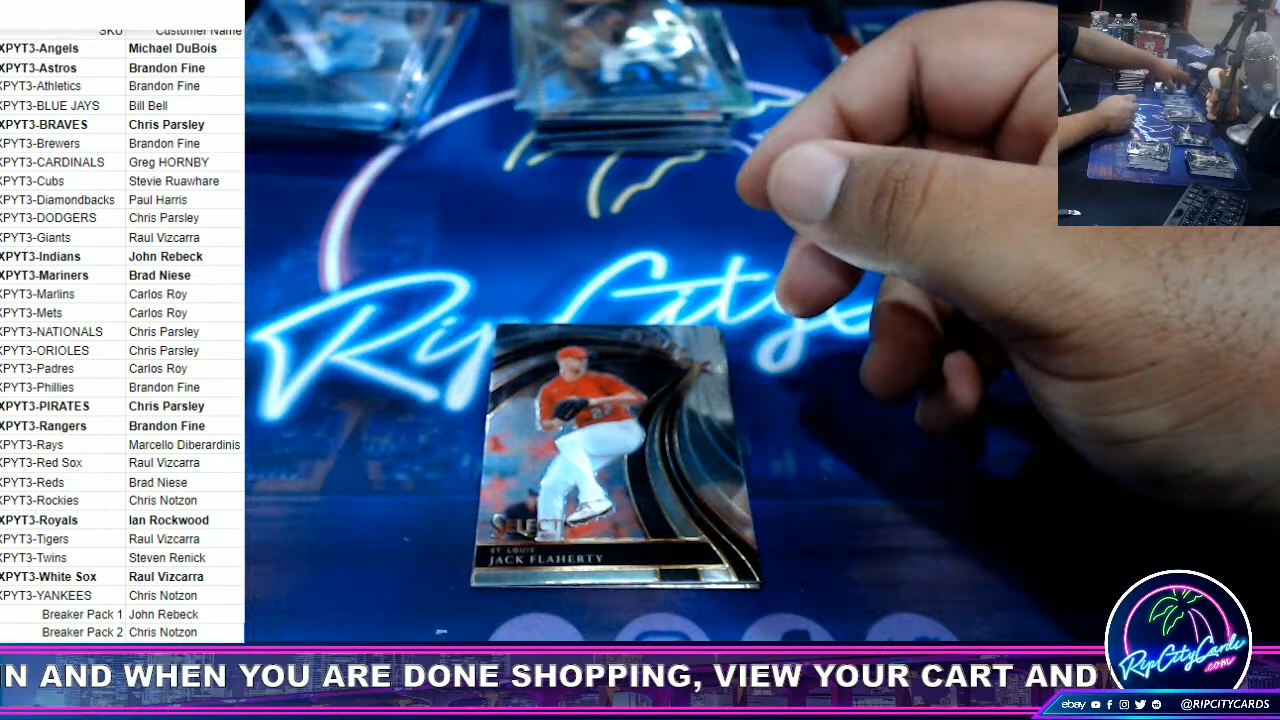 SKU Customer Name
XPYT3-Angels Michael DuBois
XPYT3-Astros Brandon Fine
XPYT3-Athletics Brandon Fine
XPYT3-BLUE JAYS Bill Bell
XPYT3-BRAVES Chris Parsley
XPYT3-Brewers Brandon Fine
XPYT3-CARDINALS Greg HORNBY
XPYT3-Cubs Stevie Ruawhare
XPYT3-Diamondbacks Paul Harris
XPYT3-DODGERS Chris Parsley
XPYT3-Giants Raul Vizcarra
XPYT3-Indians John Rebeck
XPYT3-Mariners Brad Niese
XPYT3-Marlins Carlos Roy
XPYT3-Mets Carlos Roy
XPYT3-NATIONALS Chris Parsley
XPYT3-ORIOLES Chris Parsley
XPYT3-Padres Carlos Roy
XPYT3-Phillies Brandon Fine
XPYT3-PIRATES Chris Parsley
XPYT3-Rangers Brandon Fine
XPYT3-Rays Marcello Diberardinis
XPYT3-Red Sox Raul Vizcarra
XPYT3-Reds Brad Niese
XPYT3-Rockies Chris Notzon
XPYT3-Royals Ian Rockwood
XPYT3-Tigers Raul Vizcarra
XPYT3-Twins Steven Renick
XPYT3-White Sox Raul Vizcarra
XPYT3-YANKEES Chris Notzon
Breaker Pack 1 John Rebeck
Breaker Pack 2 Chris Notzon
Rip City
22
SELECT
ST. LOUIS
JACK FLAHERTY
N AND WHEN YOU ARE DONE SHOPPING, VIEW YOUR CART AND
RipCityCards
.com
ebay @RIPCITYCARDS